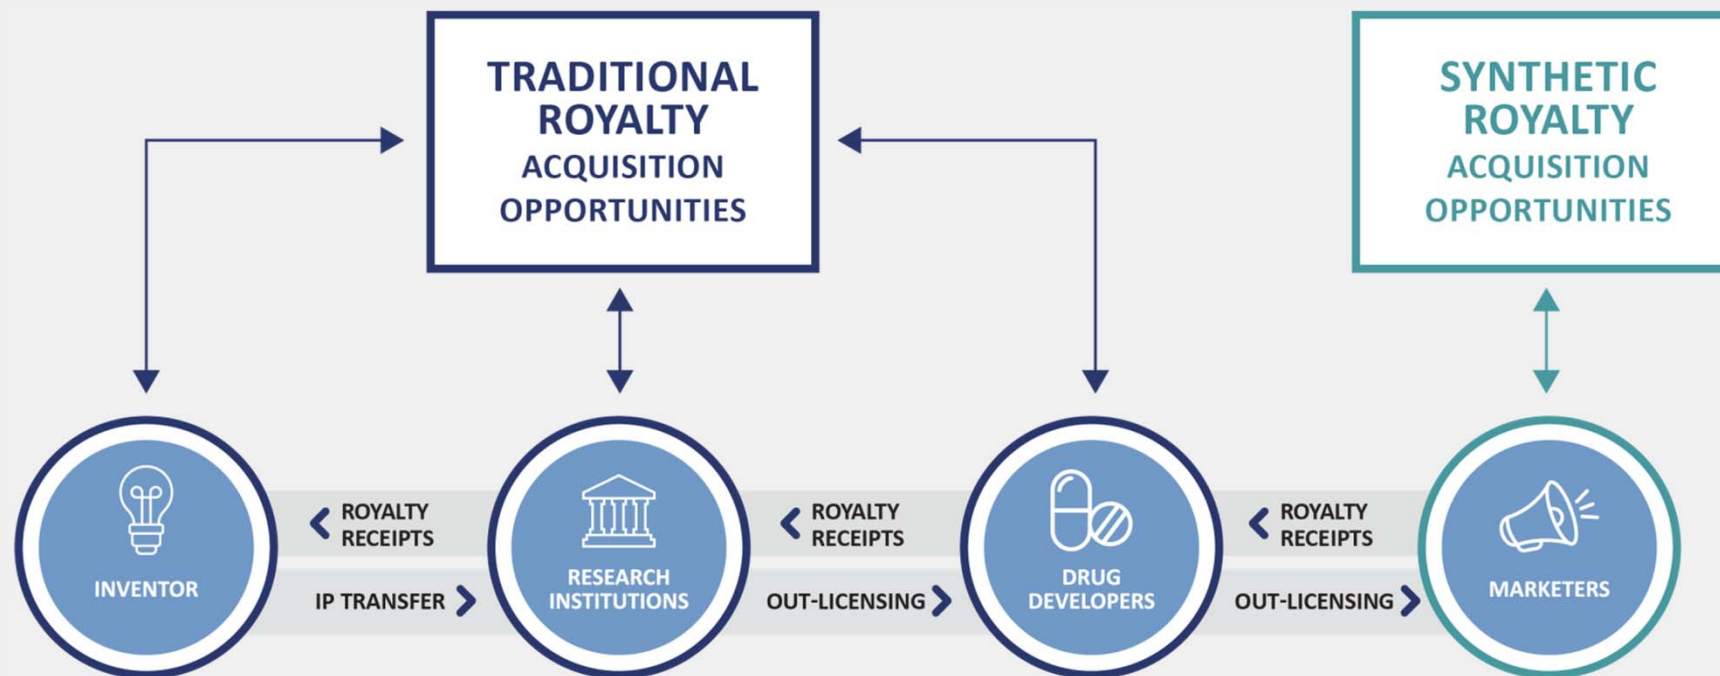 TRADITIONAL
ROYALTY
ACQUISITION
OPPORTUNITIES
SYNTHETIC
ROYALTY
ACQUISITION
OPPORTUNITIES
INVENTOR
ROYALTY
RECEIPTS
IP TRANSFER
RESEARCH
INSTITUTIONS
ROYALTY
RECEIPTS
OUT-LICENSING
DRUG
DEVELOPERS
ROYALTY
RECEIPTS
OUT-LICENSING
MARKETERS